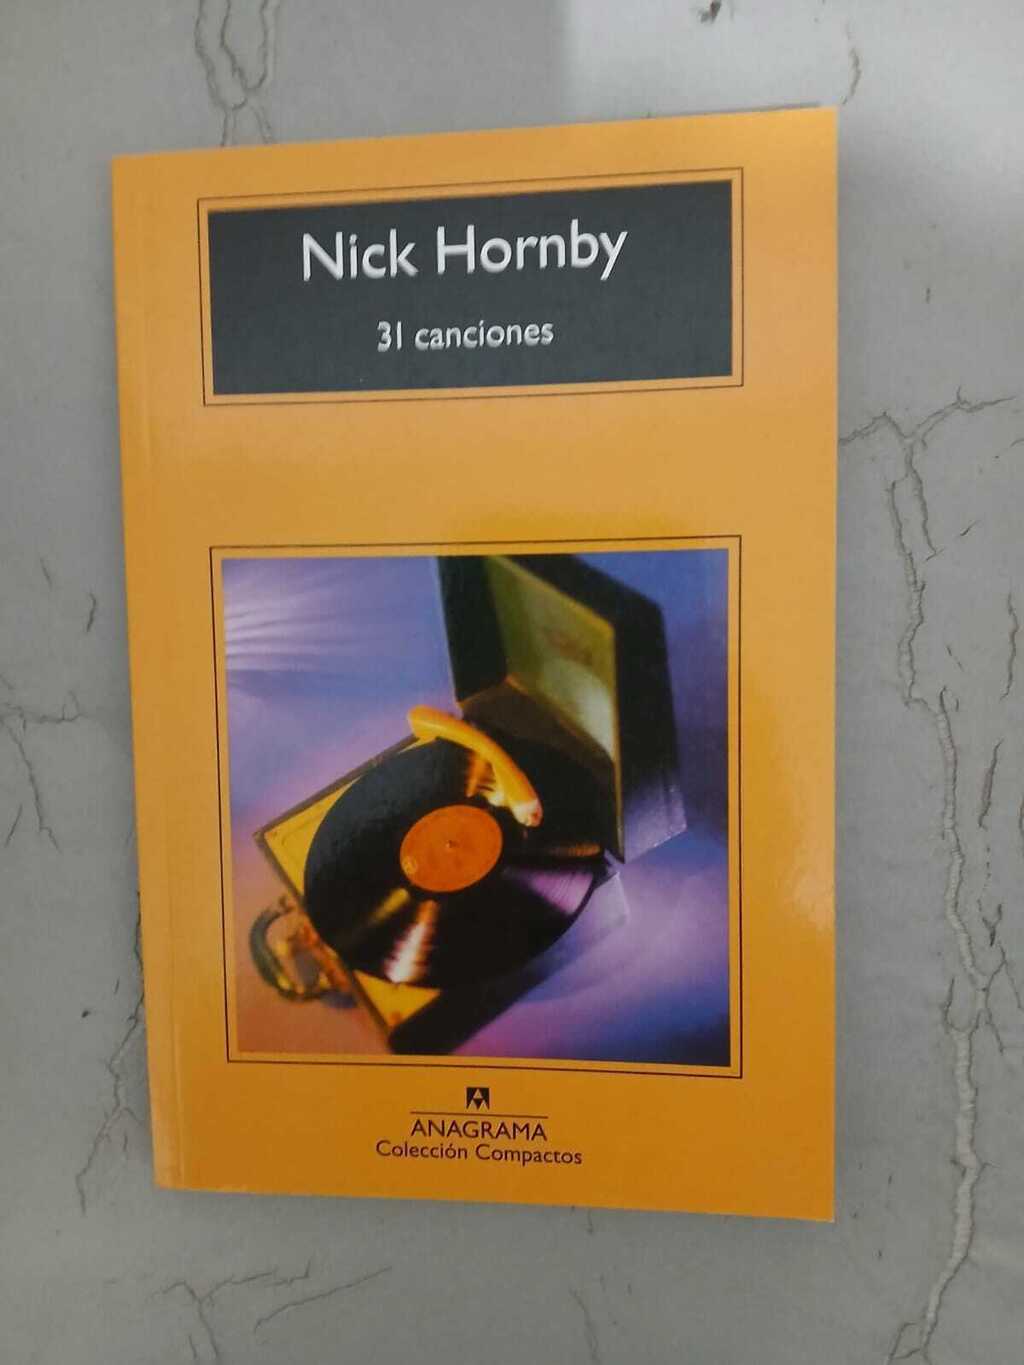 Nick Hornby
31 canciones
ANAGRAMA
Colección Compactos